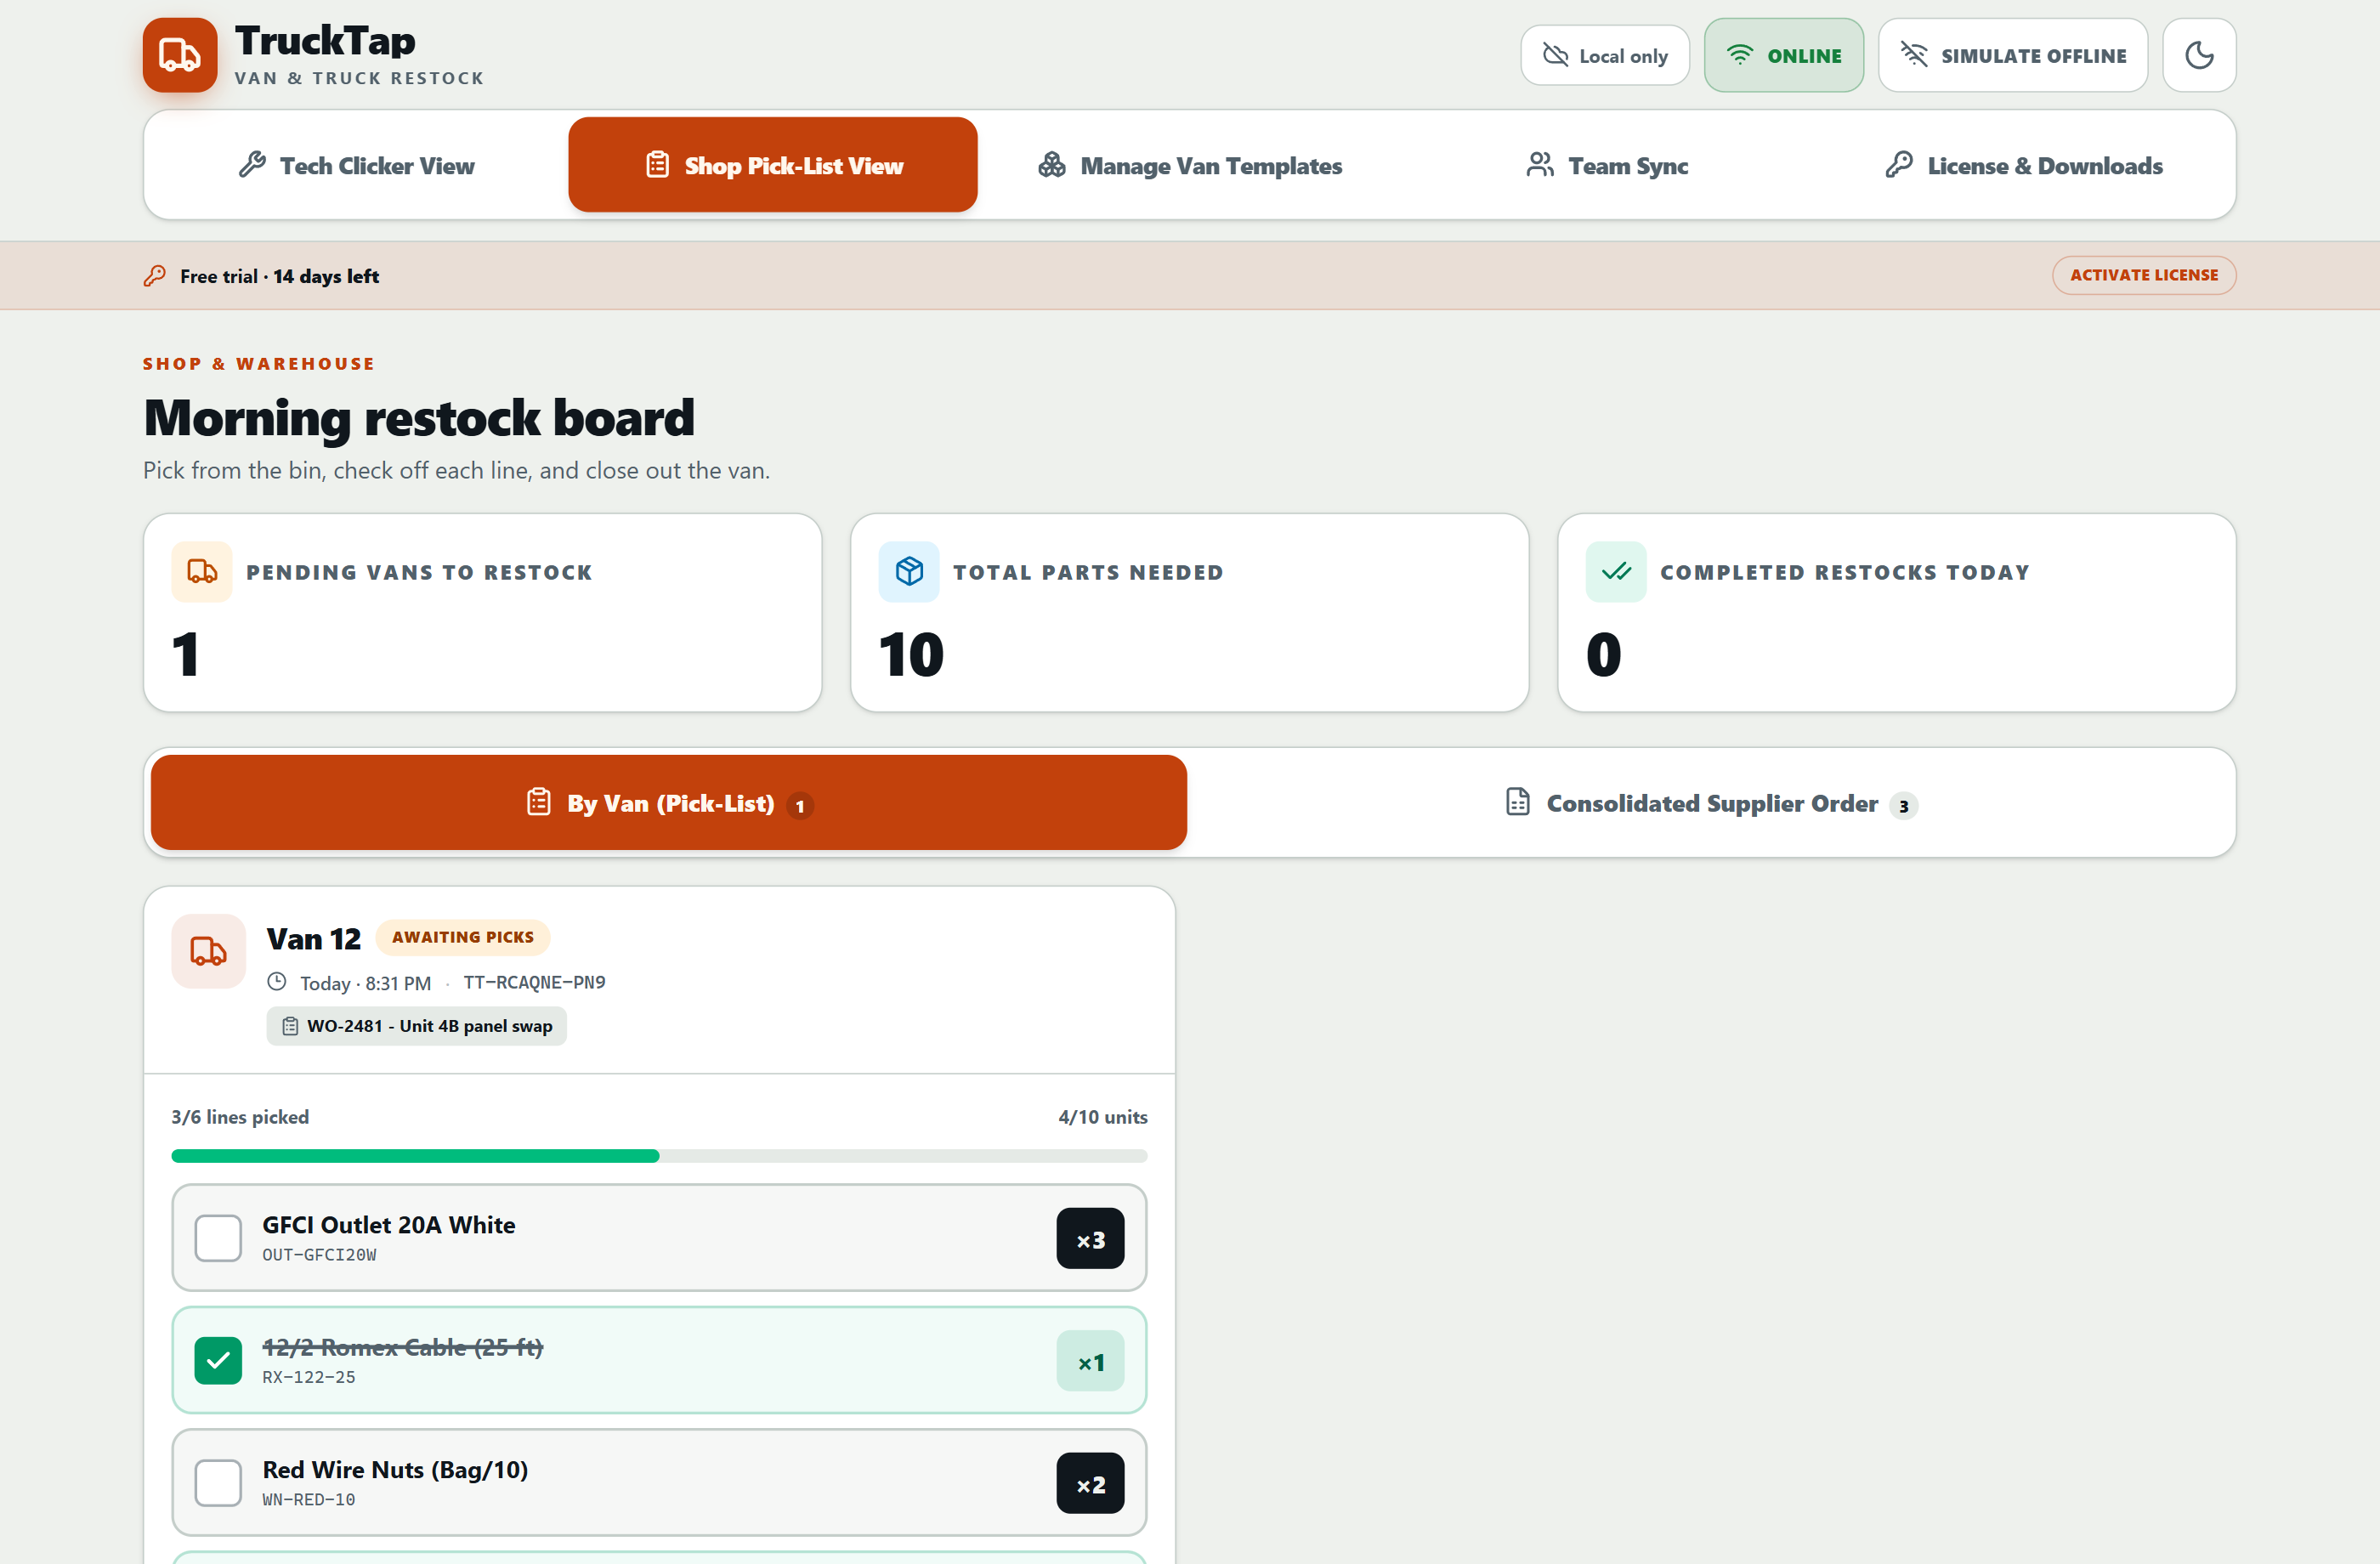 TruckTap
VAN & TRUCK RESTOCK
Local only
ONLINE
SIMULATE OFFLINE
Tech Clicker View
Shop Pick-List View
Manage Van Templates
Team Sync
License & Downloads
Free trial · 14 days left
ACTIVATE LICENSE
SHOP & WAREHOUSE
Morning restock board
Pick from the bin, check off each line, and close out the van.
PENDING VANS TO RESTOCK
1
TOTAL PARTS NEEDED
10
COMPLETED RESTOCKS TODAY
0
By Van (Pick-List) 1
Consolidated Supplier Order 3
Van 12 AWAITING PICKS
Today · 8:31 PM · TT-RCAQNE-PN9
WO-2481 - Unit 4B panel swap
3/6 lines picked
4/10 units
GFCI Outlet 20A White
OUT-GFCI20W
×3
12/2 Romex Cable (25 ft)
RX-122-25
×1
Red Wire Nuts (Bag/10)
WN-RED-10
×2